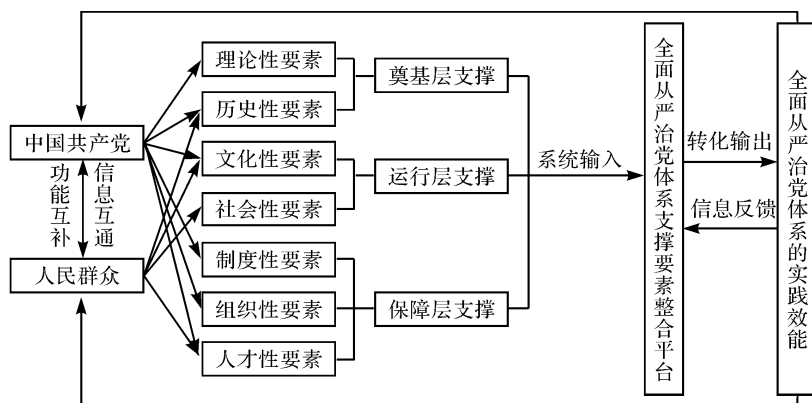 理论性要素
历史性要素
文化性要素
社会性要素
制度性要素
组织性要素
人才性要素
中国共产党
功能互补
信息互通
人民群众
奠基层支撑
运行层支撑
保障层支撑
系统输入
全面从严治党体系支撑要素整合平台
转化输出
信息反馈
全面从严治党体系的实践效能